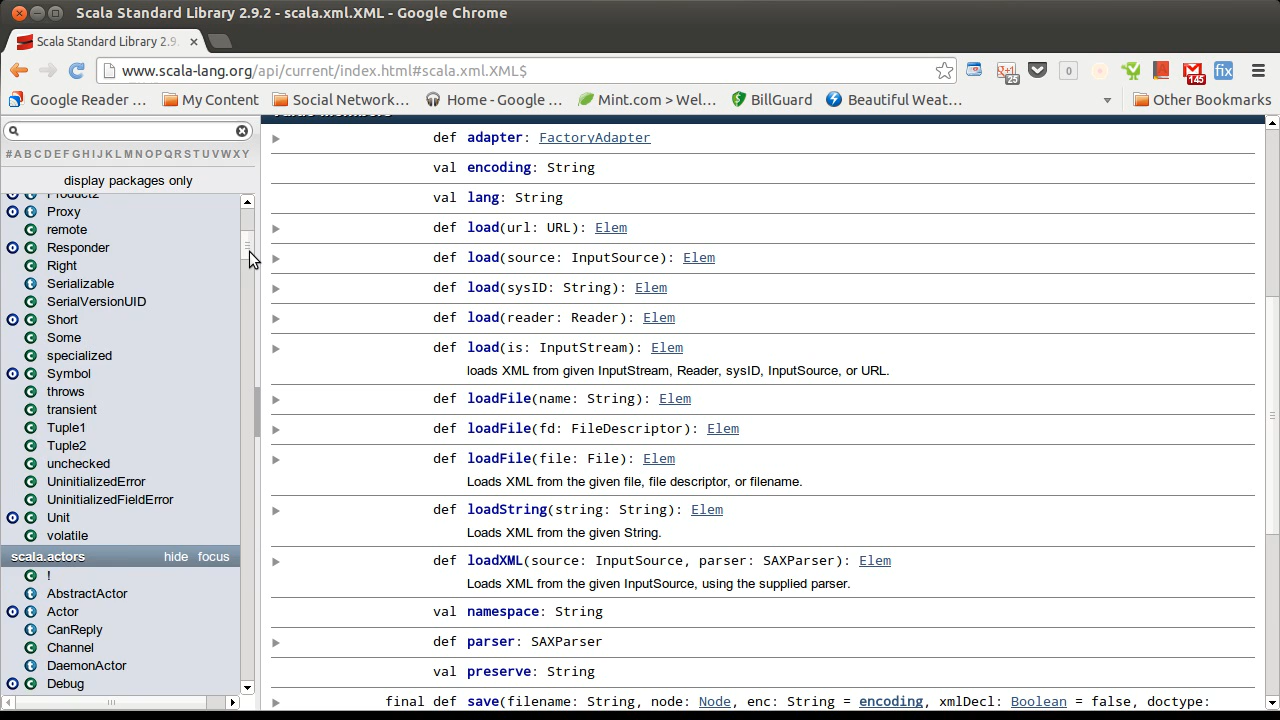 Scala Standard Library 2.9.2 - scala.xml.XML - Google Chrome
Scala Standard Library 2.9.
www.scala-lang.org/api/current/index.html#scala.xml.XML$
+1
25
0
145
fix
Google Reader ...
My Content
Social Network...
Home - Google ...
Mint.com > Wel...
BillGuard
Beautiful Weat...
Other Bookmarks
#ABCDEFGHIJKLMNOPQRSTUVWXY
display packages only
Product2
Proxy
remote
Responder
Right
Serializable
SerialVersionUID
Short
Some
specialized
Symbol
throws
transient
Tuple1
Tuple2
unchecked
UninitializedError
UninitializedFieldError
Unit
volatile
scala.actors hide focus
!
AbstractActor
Actor
CanReply
Channel
DaemonActor
Debug
Value Members
def adapter: FactoryAdapter
val encoding: String
val lang: String
def load(url: URL): Elem
def load(source: InputSource): Elem
def load(sysID: String): Elem
def load(reader: Reader): Elem
def load(is: InputStream): Elem
loads XML from given InputStream, Reader, sysID, InputSource, or URL.
def loadFile(name: String): Elem
def loadFile(fd: FileDescriptor): Elem
def loadFile(file: File): Elem
Loads XML from the given file, file descriptor, or filename.
def loadString(string: String): Elem
Loads XML from the given String.
def loadXML(source: InputSource, parser: SAXParser): Elem
Loads XML from the given InputSource, using the supplied parser.
val namespace: String
def parser: SAXParser
val preserve: String
final def save(filename: String, node: Node, enc: String = encoding, xmlDecl: Boolean = false, doctype: